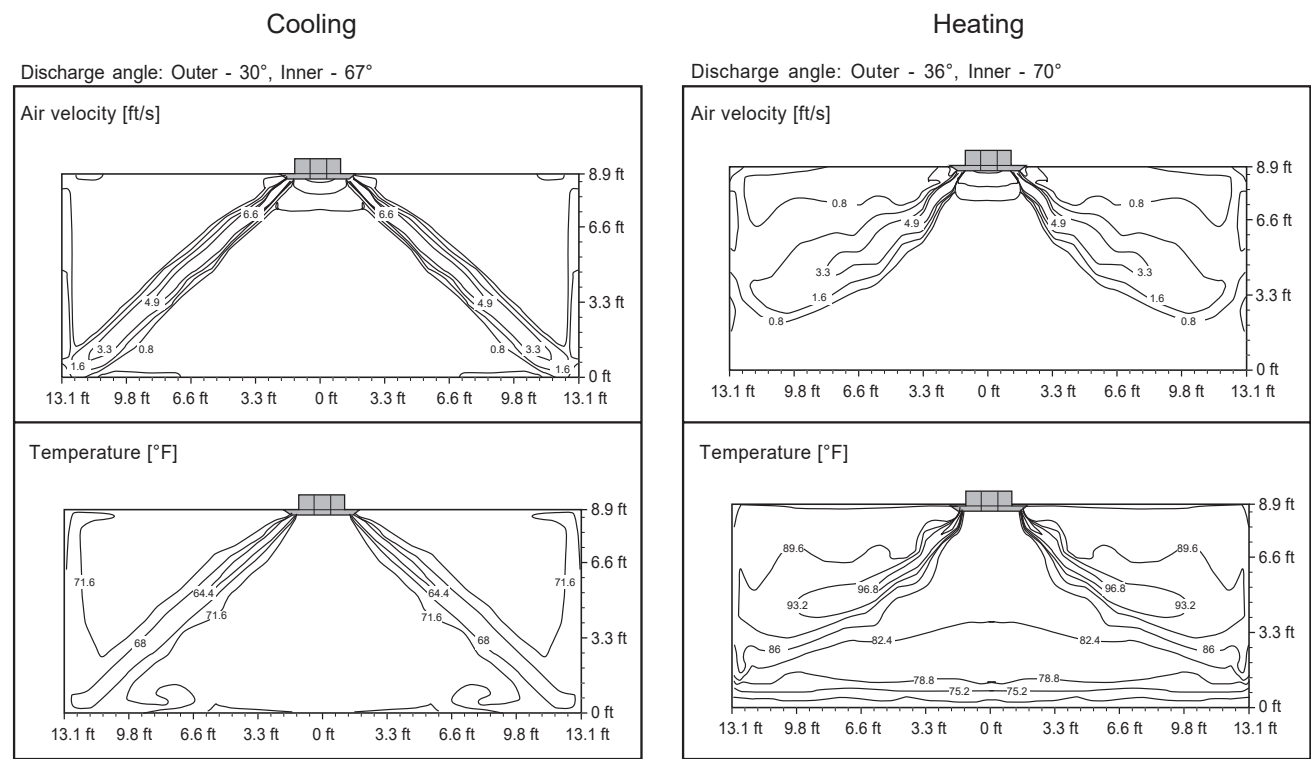 Cooling
Discharge angle: Outer - 30°, Inner - 67°
Air velocity [ft/s]
8.9 ft
6.6 6.6
6.6 ft
4.9 4.9
3.3 ft
3.3 0.8 0.8 3.3
1.6 1.6
0 ft
13.1 ft 9.8 ft 6.6 ft 3.3 ft 0 ft 3.3 ft 6.6 ft 9.8 ft 13.1 ft
Temperature [°F]
8.9 ft
6.6 ft
71.6 71.6
64.4 64.4
71.6 71.6
68 68
3.3 ft
0 ft
13.1 ft 9.8 ft 6.6 ft 3.3 ft 0 ft 3.3 ft 6.6 ft 9.8 ft 13.1 ft
Heating
Discharge angle: Outer - 36°, Inner - 70°
Air velocity [ft/s]
8.9 ft
0.8 0.8
4.9 4.9
6.6 ft
3.3 3.3
1.6 1.6
3.3 ft
0.8 0.8
0 ft
13.1 ft 9.8 ft 6.6 ft 3.3 ft 0 ft 3.3 ft 6.6 ft 9.8 ft 13.1 ft
Temperature [°F]
8.9 ft
89.6 89.6
6.6 ft
96.8 96.8
93.2 93.2
3.3 ft
82.4 82.4
86 86
78.8 78.8
75.2 75.2
0 ft
13.1 ft 9.8 ft 6.6 ft 3.3 ft 0 ft 3.3 ft 6.6 ft 9.8 ft 13.1 ft